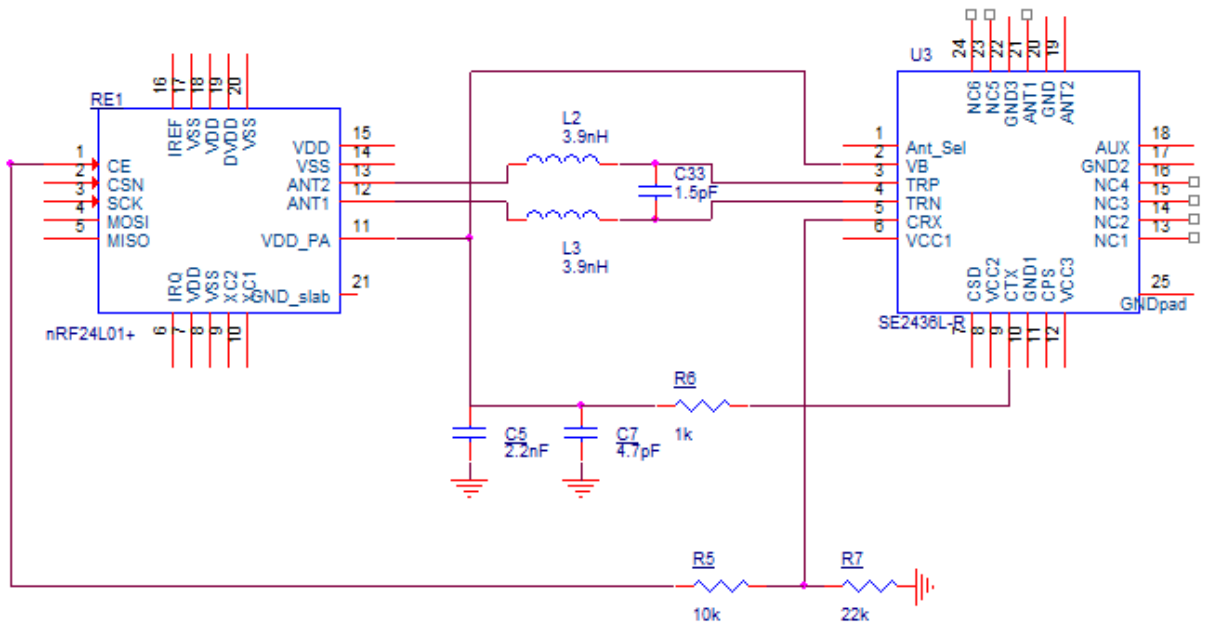 RE1
16
17
18
19
20
IREF
VSS
VDD
DVDD
VSS
1
2
3
4
5
CE
CSN
SCK
MOSI
MISO
VDD
VSS
ANT2
ANT1
VDD_PA
GND_slab
15
14
13
12
11
21
IRQ
VDD
VSS
XC2
XC1
6
7
8
9
10
nRF24L01+
L2
3.9nH
C33
1.5pF
L3
3.9nH
C5
2.2nF
C7
4.7pF
R6
1k
R5
10k
R7
22k
U3
24
23
22
21
20
19
NC6
NC5
GND3
ANT1
GND
ANT2
1
2
3
4
5
6
Ant_Sel
VB
TRP
TRN
CRX
VCC1
AUX
GND2
NC4
NC3
NC2
NC1
18
17
16
15
14
13
25
GNDpad
CSD
VCC2
CTX
GND1
CPS
VCC3
7
8
9
10
11
12
SE2436L-R